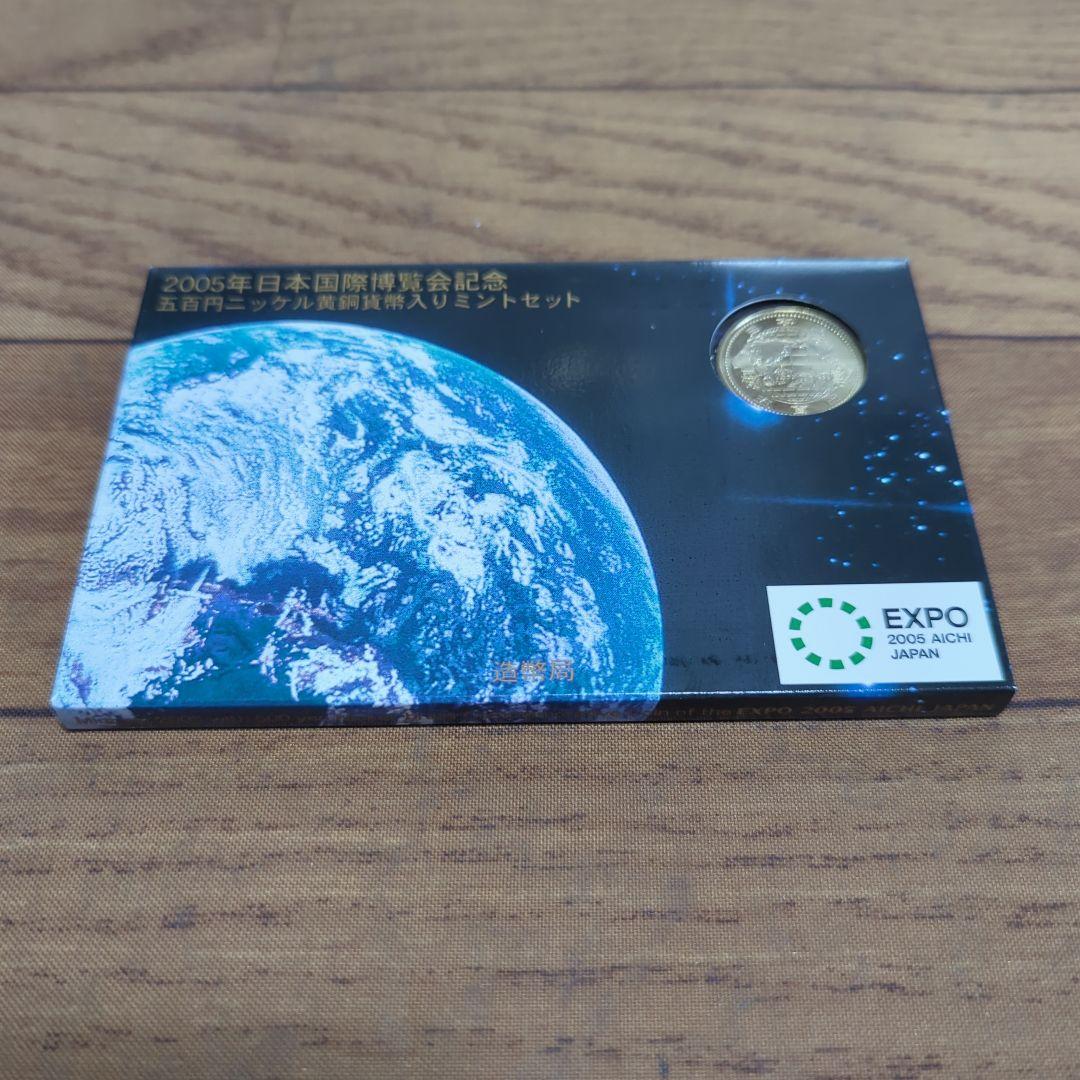 2005年日本国際博覧会記念
五百円ニッケル黄銅貨幣入りミントセット
EXPO
2005 AICHI
JAPAN
造幣局
of the EXPO 2005 AICHI JAPAN